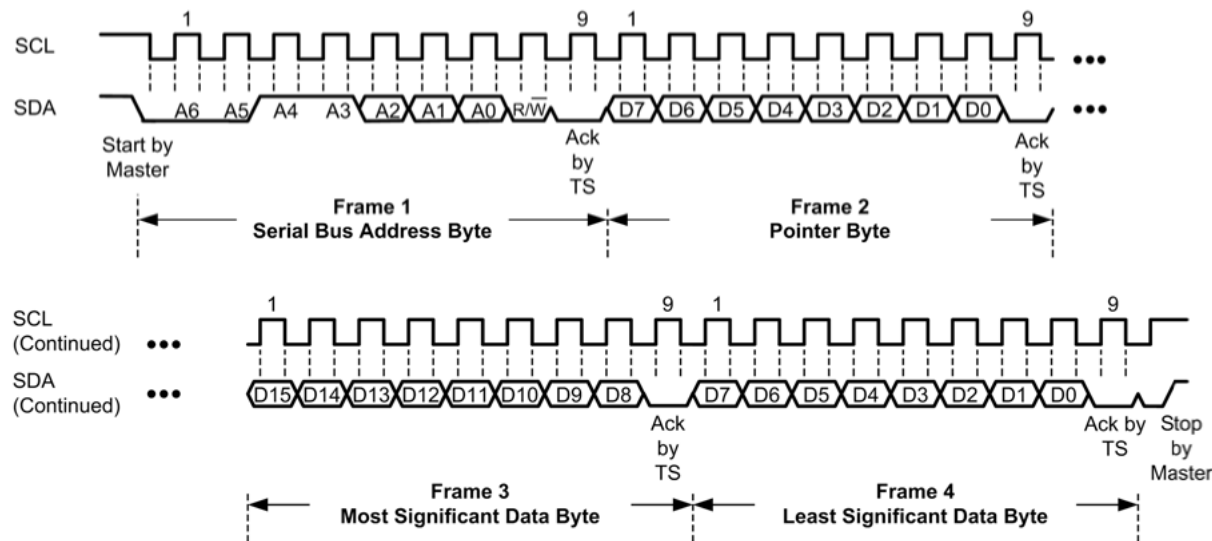 1 9 1 9
SCL
SDA A6 A5 A4 A3 A2 A1 A0 R/W̅ D7 D6 D5 D4 D3 D2 D1 D0
Start by
Master
Ack
by
TS
Ack
by
TS
Frame 1
Serial Bus Address Byte
Frame 2
Pointer Byte
1 9 1 9
SCL
(Continued)
SDA
(Continued)
D15 D14 D13 D12 D11 D10 D9 D8 D7 D6 D5 D4 D3 D2 D1 D0
Ack
by
TS
Ack by
TS
Stop
by
Master
Frame 3
Most Significant Data Byte
Frame 4
Least Significant Data Byte